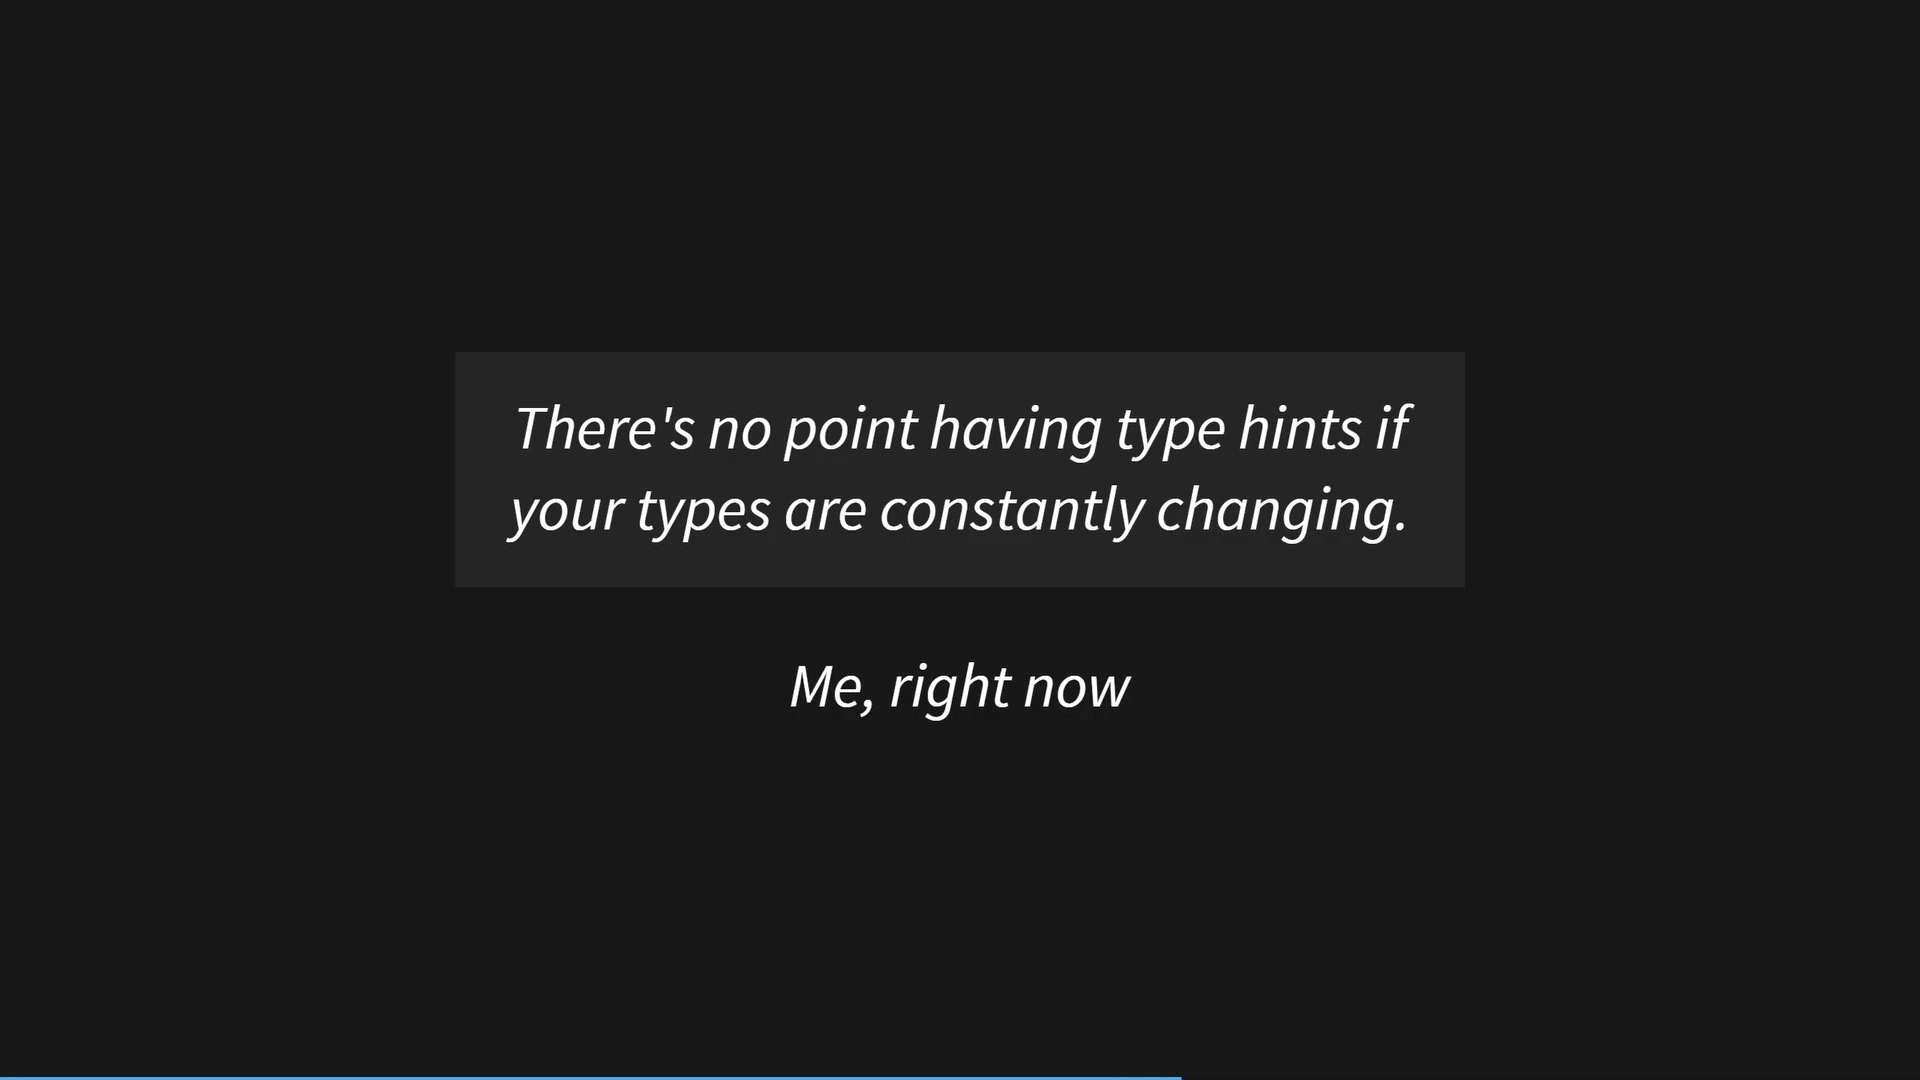 There's no point having type hints if
your types are constantly changing.
Me, right now